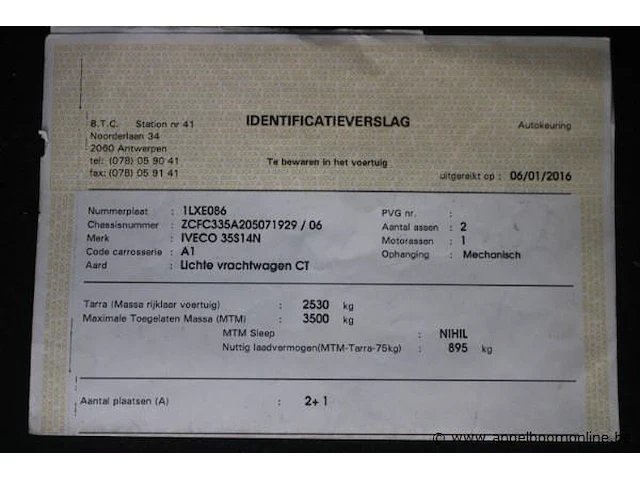 IDENTIFICATIEVERSLAG
Autokeuring
B.T.C. Station nr 41
Noorderlaan 34
2060 Antwerpen
tel: (078) 05 90 41
fax: (078) 05 91 41
Te bewaren in het voertuig
uitgereikt op : 06/01/2016
Nummerplaat : 1LXE086
Chassisnummer : ZCFC335A205071929 / 06
Merk : IVECO 35S14N
Code carrosserie : A1
Aard : Lichte vrachtwagen CT
PVG nr. :
Aantal assen : 2
Motorassen : 1
Ophanging : Mechanisch
Tarra (Massa rijklaar voertuig) : 2530 kg
Maximale Toegelaten Massa (MTM) : 3500 kg
MTM Sleep : NIHIL
Nuttig laadvermogen(MTM-Tarra-75kg) : 895 kg
Aantal plaatsen (A) : 2+ 1